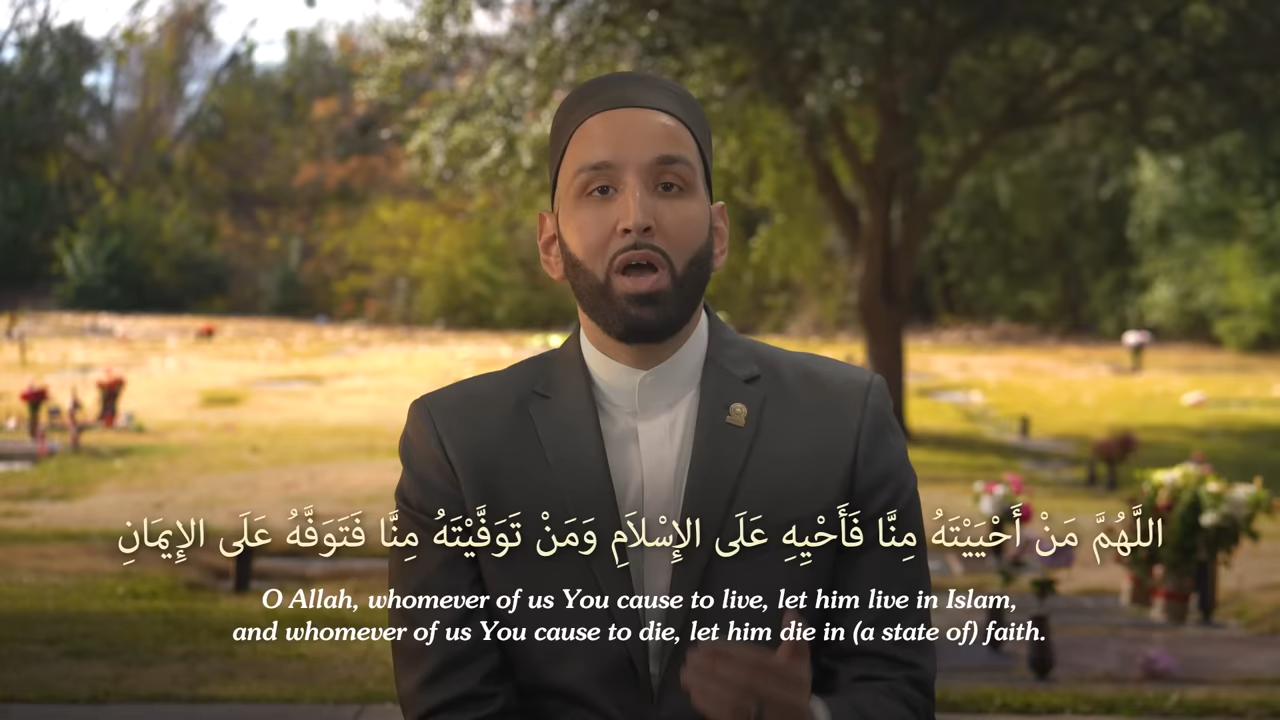 اللَّهُمَّ مَنْ أَحْيَيْتَهُ مِنَّا فَأَحْيِهِ عَلَى الإِسْلاَمِ وَمَنْ تَوَفَّيْتَهُ مِنَّا فَتَوَفَّهُ عَلَى الإِيمَانِ
O Allah, whomever of us You cause to live, let him live in Islam,
and whomever of us You cause to die, let him die in (a state of) faith.